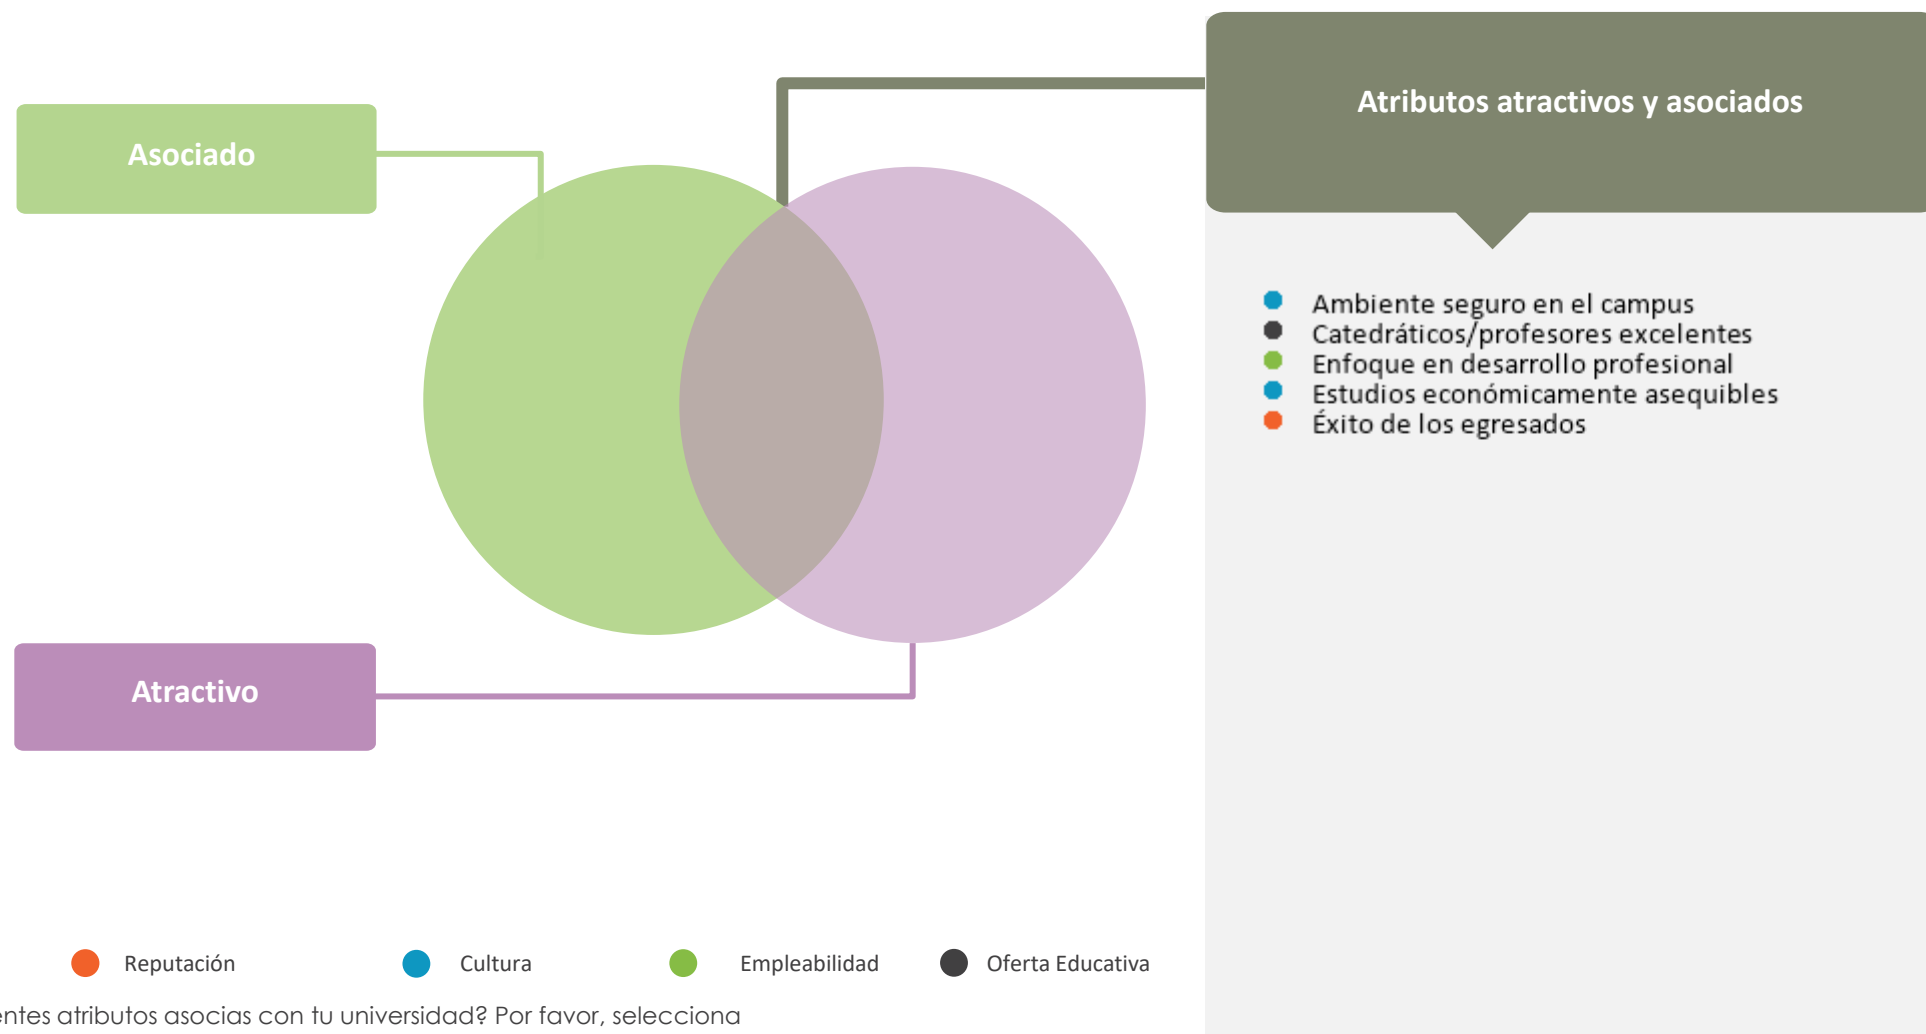 Atributos atractivos y asociados
Asociado
Ambiente seguro en el campus
Catedráticos/profesores excelentes
Enfoque en desarrollo profesional
Estudios económicamente asequibles
Éxito de los egresados
Atractivo
Reputación
Cultura
Empleabilidad
Oferta Educativa
atributos asocias con tu universidad? Por favor, selecciona